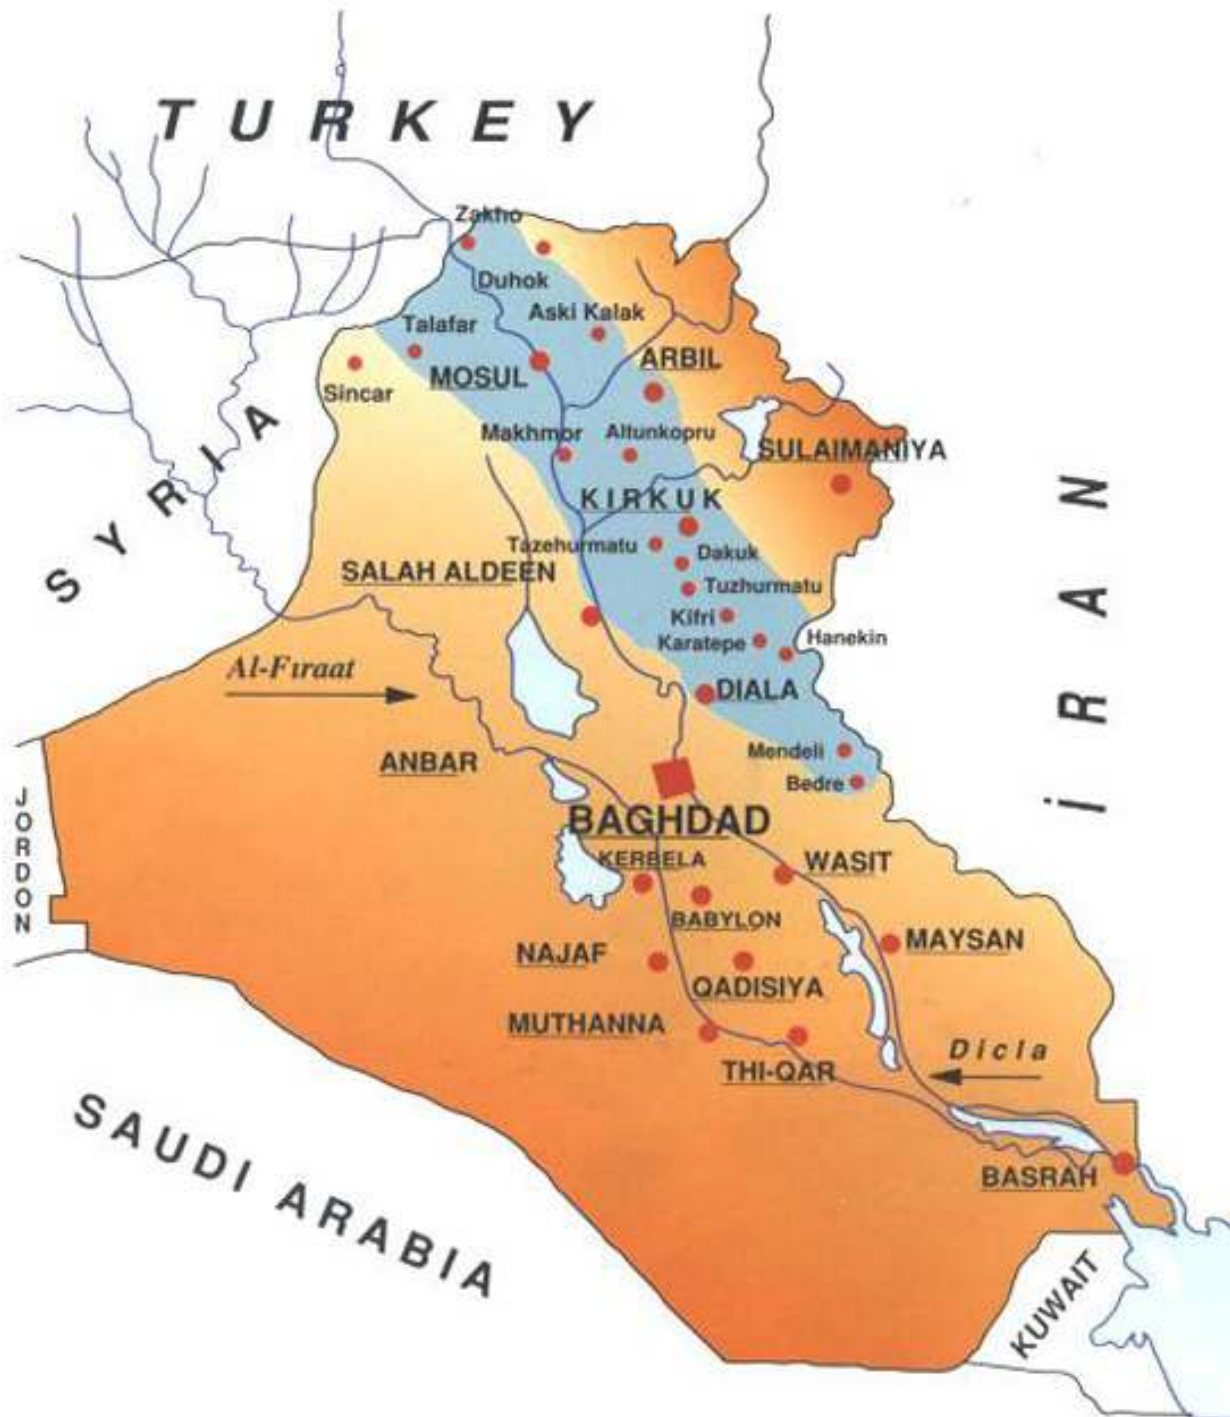 TURKEY
Zakho
Duhok
Aski Kalak
Talafar
ARBIL
MOSUL
Sincar
SYRIA
Makhmor
Altunkopru
SULAIMANIYA
KIRKUK
İRAN
Tazehurmatu
Dakuk
SALAH ALDEEN
Tuzhurmatu
Kifri
Karatepe
Hanekin
Al-Fıraat
DIALA
Mendeli
ANBAR
Bedre
JORDON
BAGHDAD
KERBELA
WASIT
BABYLON
MAYSAN
NAJAF
QADISIYA
MUTHANNA
Dicla
THI-QAR
SAUDI ARABIA
BASRAH
KUWAIT